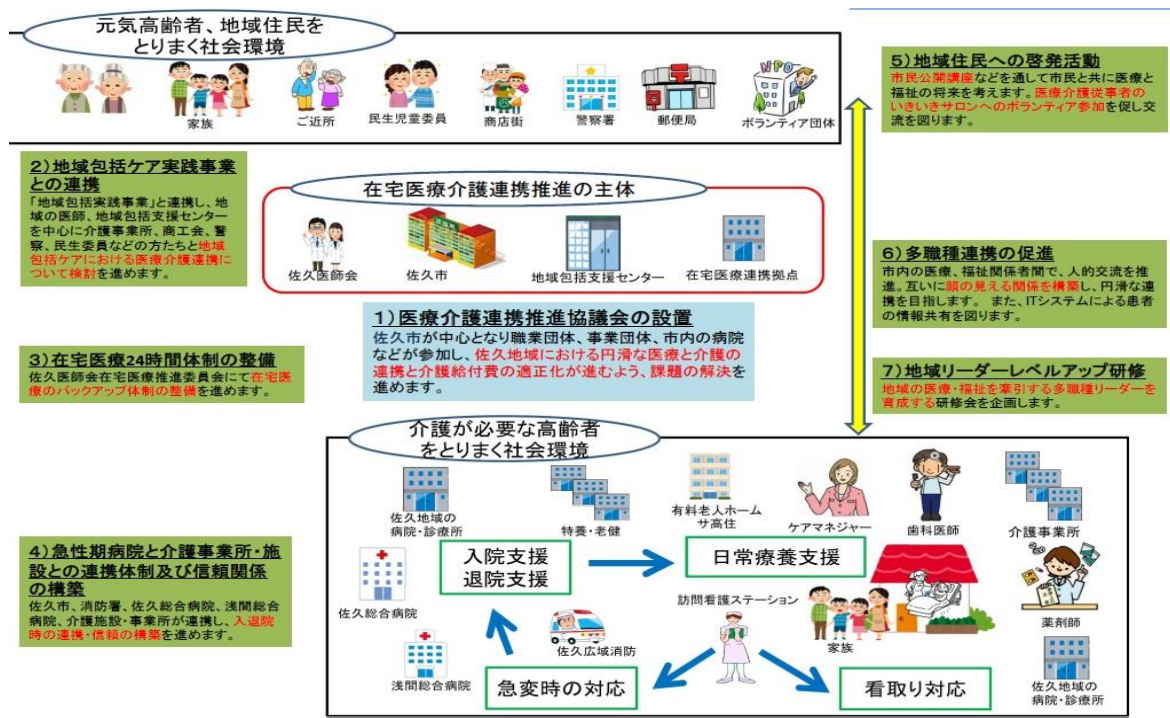 元気高齢者、地域住民を
とりまく社会環境
家族
ご近所
民生児童委員
商店街
警察署
郵便局
NPO
ボランティア団体
5)地域住民への啓発活動
市民公開講座などを通して市民と共に医療と
福祉の将来を考えます。医療介護従事者の
いきいきサロンへのボランティア参加を促し交
流を図ります。
2)地域包括ケア実践事業
との連携
「地域包括実践事業」と連携し、地
域の医師、地域包括支援センター
を中心に介護事業所、商工会、警
察、民生委員などの方たちと地域
包括ケアにおける医療介護連携に
ついて検討を進めます。
在宅医療介護連携推進の主体
佐久医師会
佐久市
地域包括支援センター
在宅医療連携拠点
6)多職種連携の促進
市内の医療、福祉関係者間で、人的交流を推
進。互いに顔の見える関係を構築し、円滑な連
携を目指します。 また、ITシステムによる患者
の情報共有を図ります。
1)医療介護連携推進協議会の設置
佐久市が中心となり職業団体、事業団体、市内の病院
などが参加し、佐久地域における円滑な医療と介護の
連携と介護給付費の適正化が進むよう、課題の解決を
進めます。
3)在宅医療24時間体制の整備
佐久医師会在宅医療推進委員会にて在宅医
療のバックアップ体制の整備を進めます。
7)地域リーダーレベルアップ研修
地域の医療・福祉を牽引する多職種リーダーを
育成する研修会を企画します。
介護が必要な高齢者
をとりまく社会環境
佐久地域の
病院・診療所
特養・老健
有料老人ホーム
サ高住
ケアマネジャー
歯科医師
介護事業所
4)急性期病院と介護事業所・施
設との連携体制及び信頼関係
の構築
佐久市、消防署、佐久総合病院、浅間総合
病院、介護施設・事業所が連携し、入退院
時の連携・信頼の構築を進めます。
入院支援
退院支援
日常療養支援
佐久総合病院
訪問看護ステーション
薬剤師
佐久広域消防
家族
浅間総合病院
急変時の対応
看取り対応
佐久地域の
病院・診療所